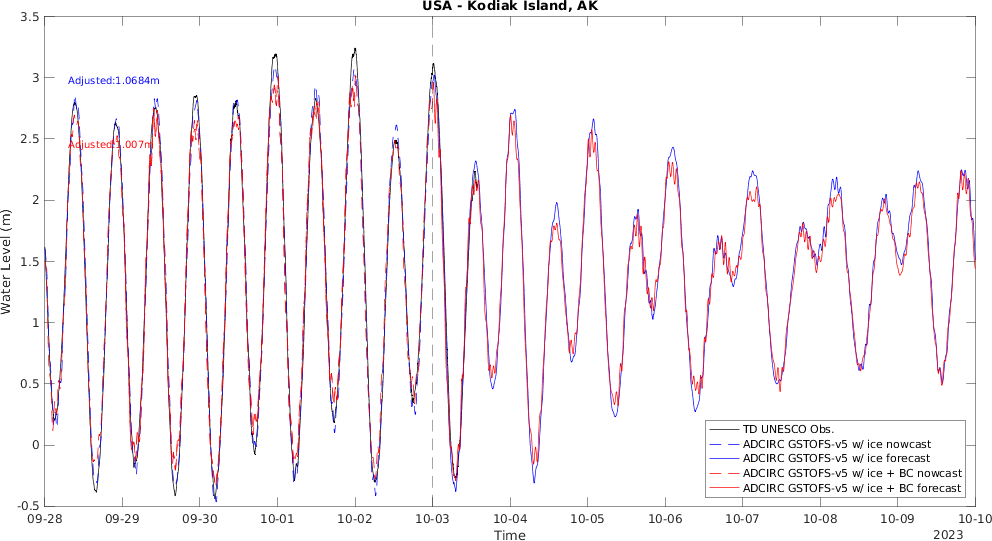 USA - Kodiak Island, AK
3.5
3
2.5
2
1.5
1
0.5
0
-0.5
Water Level (m)
Adjusted:1.0684m
Adjusted:1.007m
TD UNESCO Obs.
ADCIRC GSTOFS-v5 w/ ice nowcast
ADCIRC GSTOFS-v5 w/ ice forecast
ADCIRC GSTOFS-v5 w/ ice + BC nowcast
ADCIRC GSTOFS-v5 w/ ice + BC forecast
09-28 09-29 09-30 10-01 10-02 10-03 10-04 10-05 10-06 10-07 10-08 10-09 10-10
Time
2023